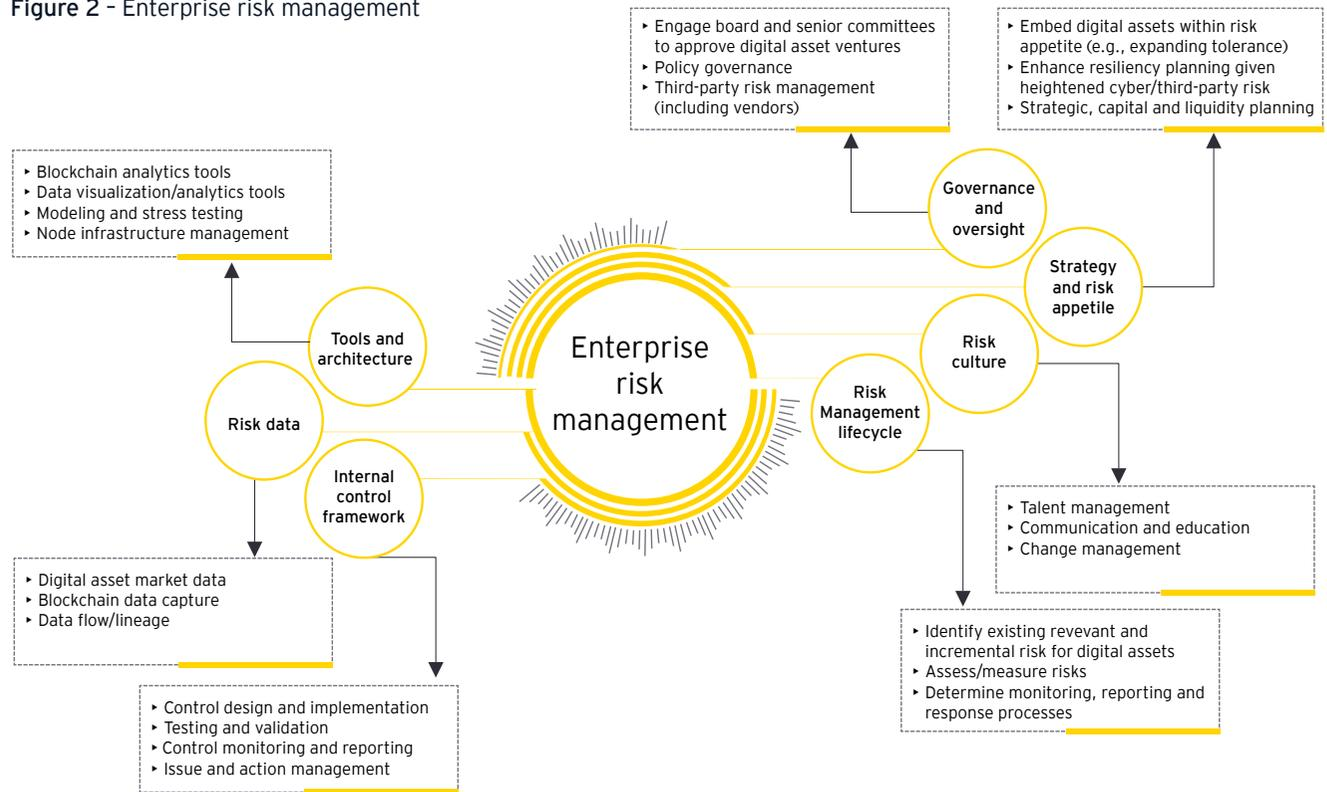 Figure 2 – Enterprise risk management
‣ Engage board and senior committees
to approve digital asset ventures
‣ Policy governance
‣ Third-party risk management
(including vendors)
‣ Embed digital assets within risk
appetite (e.g., expanding tolerance)
‣ Enhance resiliency planning given
heightened cyber/third-party risk
‣ Strategic, capital and liquidity planning
‣ Blockchain analytics tools
‣ Data visualization/analytics tools
‣ Modeling and stress testing
‣ Node infrastructure management
Governance
and
oversight
Strategy
and risk
appetile
Tools and
architecture
Risk
culture
Enterprise
risk
management
Risk
Management
lifecycle
Risk data
Internal
control
framework
‣ Talent management
‣ Communication and education
‣ Change management
‣ Digital asset market data
‣ Blockchain data capture
‣ Data flow/lineage
‣ Identify existing revevant and
incremental risk for digital assets
‣ Assess/measure risks
‣ Determine monitoring, reporting and
response processes
‣ Control design and implementation
‣ Testing and validation
‣ Control monitoring and reporting
‣ Issue and action management